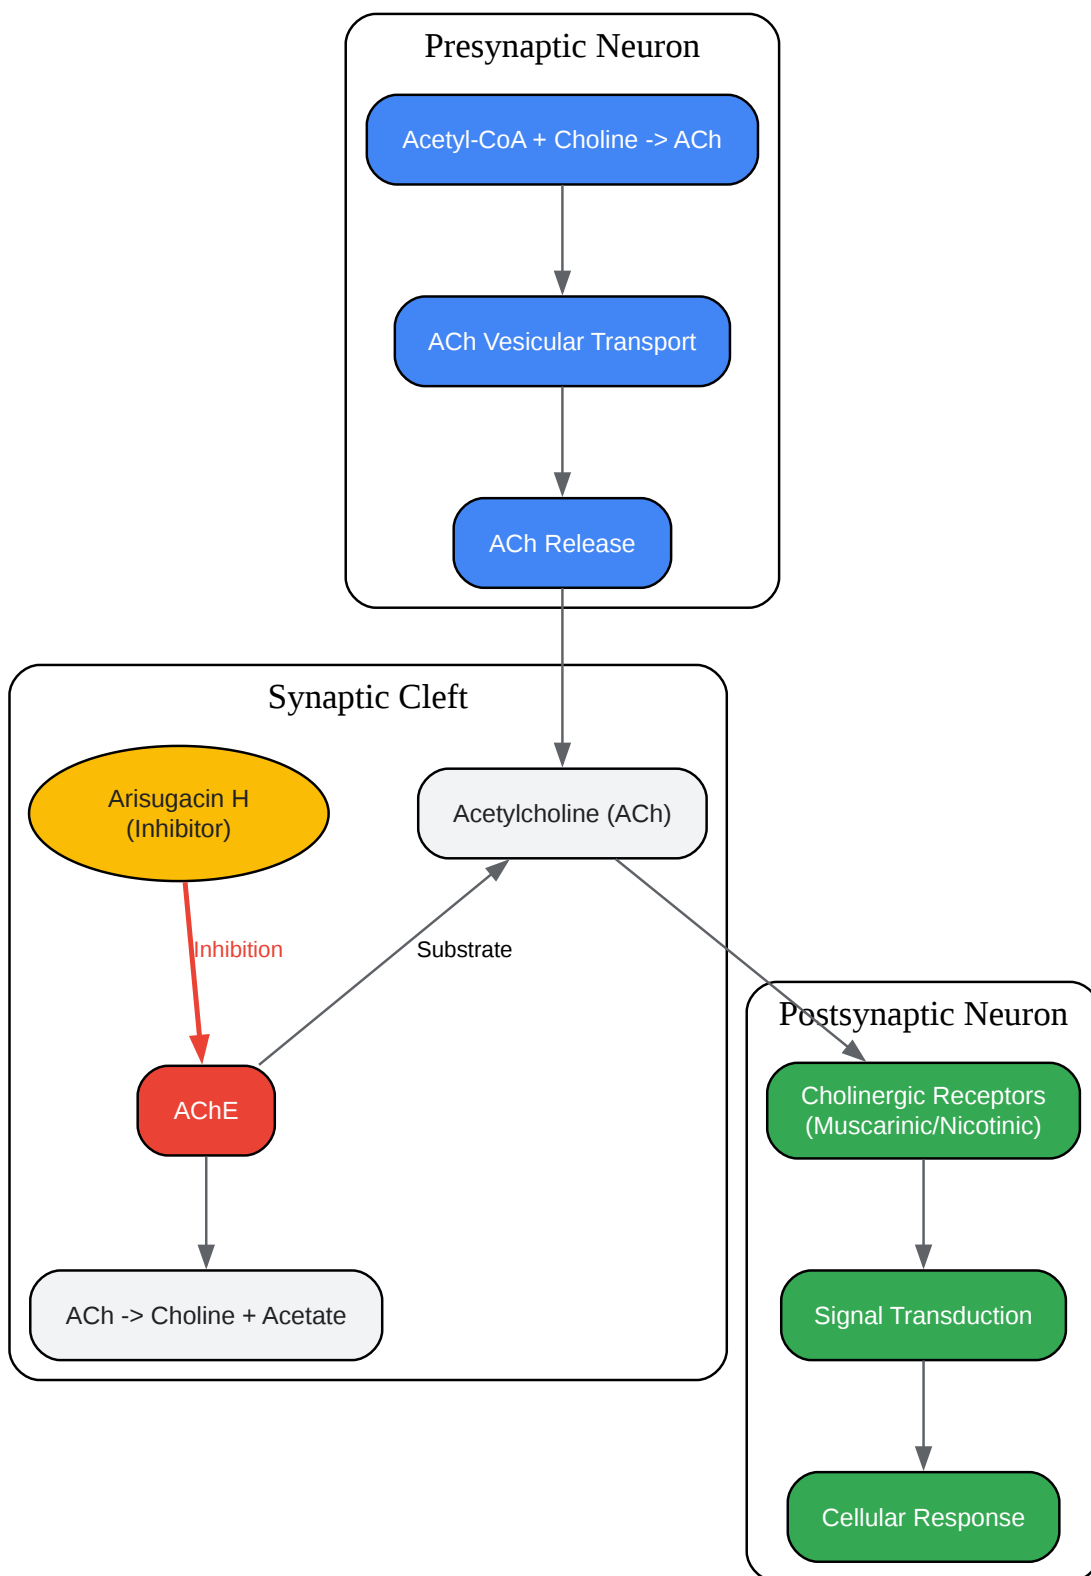 Presynaptic Neuron
Acetyl-CoA + Choline -> ACh
ACh Vesicular Transport
ACh Release
Synaptic Cleft
Arisugacin H
(Inhibitor)
Acetylcholine (ACh)
Inhibition
Substrate
AChE
ACh -> Choline + Acetate
Postsynaptic Neuron
Cholinergic Receptors
(Muscarinic/Nicotinic)
Signal Transduction
Cellular Response